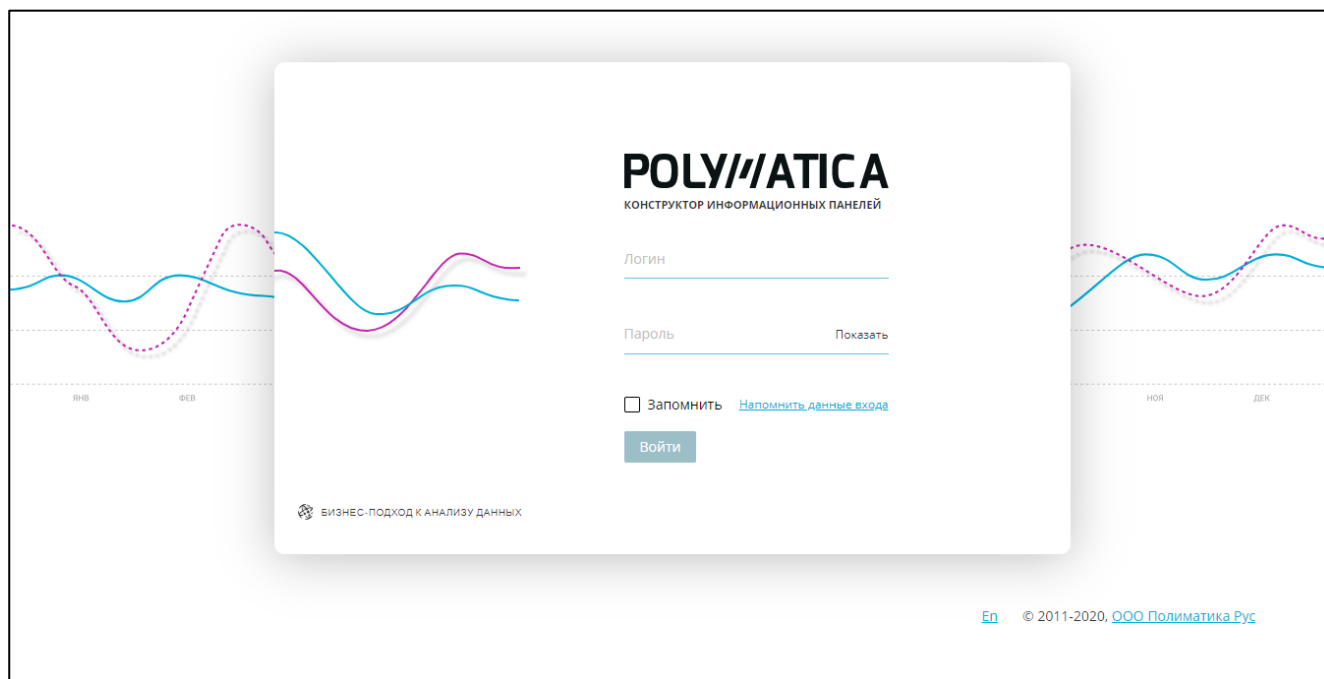 POLYMATICA
КОНСТРУКТОР ИНФОРМАЦИОННЫХ ПАНЕЛЕЙ
Логин
Пароль Показать
ЯНВ ФЕВ НОЯ ДЕК
Запомнить Напомнить данные входа
Войти
БИЗНЕС-ПОДХОД К АНАЛИЗУ ДАННЫХ
En © 2011-2020, ООО Полиматика Рус